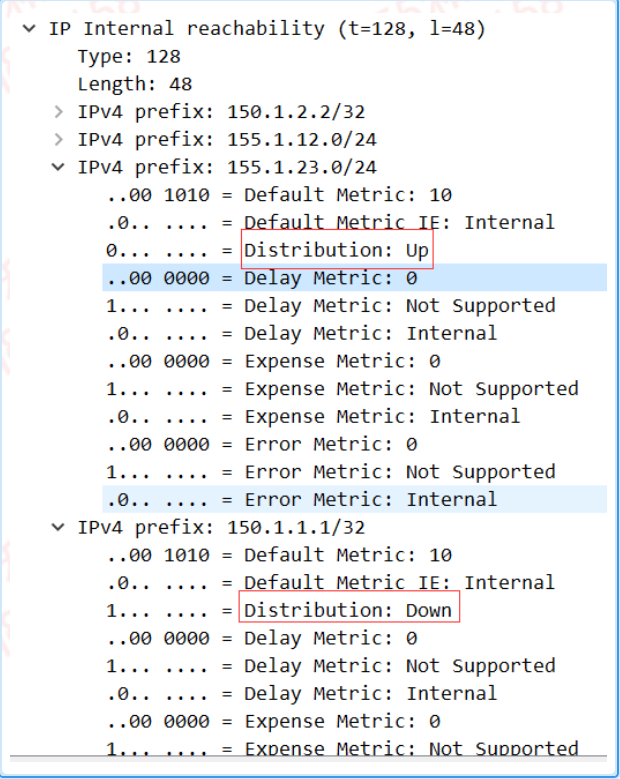 IP Internal reachability (t=128, l=48)
Type: 128
Length: 48
IPv4 prefix: 150.1.2.2/32
IPv4 prefix: 155.1.12.0/24
IPv4 prefix: 155.1.23.0/24
..00 1010 = Default Metric: 10
.0.. .... = Default Metric IE: Internal
0... .... = Distribution: Up
..00 0000 = Delay Metric: 0
1... .... = Delay Metric: Not Supported
.0.. .... = Delay Metric: Internal
..00 0000 = Expense Metric: 0
1... .... = Expense Metric: Not Supported
.0.. .... = Expense Metric: Internal
..00 0000 = Error Metric: 0
1... .... = Error Metric: Not Supported
.0.. .... = Error Metric: Internal
IPv4 prefix: 150.1.1.1/32
..00 1010 = Default Metric: 10
.0.. .... = Default Metric IE: Internal
1... .... = Distribution: Down
..00 0000 = Delay Metric: 0
1... .... = Delay Metric: Not Supported
.0.. .... = Delay Metric: Internal
..00 0000 = Expense Metric: 0
1... .... = Expense Metric: Not Supported